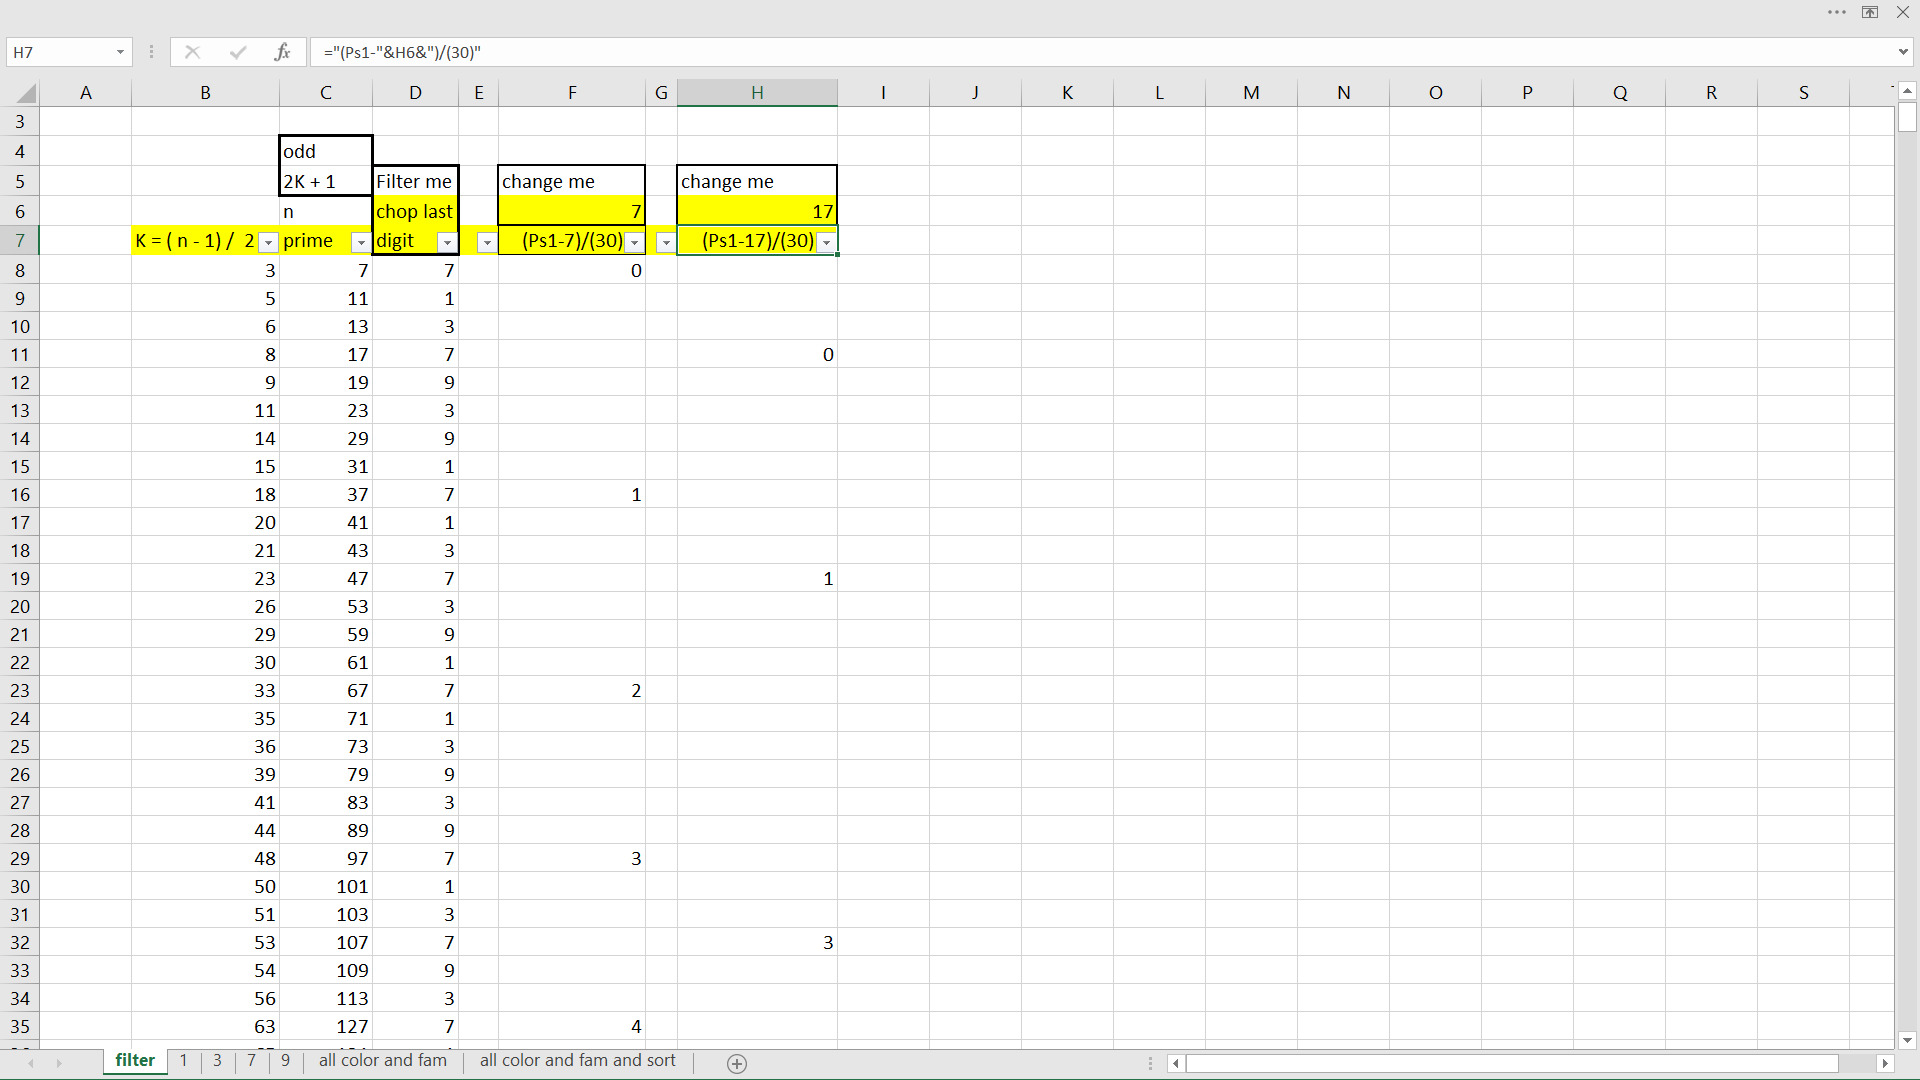 H7 ="(Ps1-"&H6&")/(30)"
A B C D E F G H I J K L M N O P Q R S
3
4 odd
5 2K + 1 Filter me change me change me
6 n chop last 7 17
7 K = ( n - 1) / 2 prime digit (Ps1-7)/(30) (Ps1-17)/(30)
8 3 7 7 0
9 5 11 1
10 6 13 3
11 8 17 7 0
12 9 19 9
13 11 23 3
14 14 29 9
15 15 31 1
16 18 37 7 1
17 20 41 1
18 21 43 3
19 23 47 7 1
20 26 53 3
21 29 59 9
22 30 61 1
23 33 67 7 2
24 35 71 1
25 36 73 3
26 39 79 9
27 41 83 3
28 44 89 9
29 48 97 7 3
30 50 101 1
31 51 103 3
32 53 107 7 3
33 54 109 9
34 56 113 3
35 63 127 7 4
filter 1 3 7 9 all color and fam all color and fam and sort